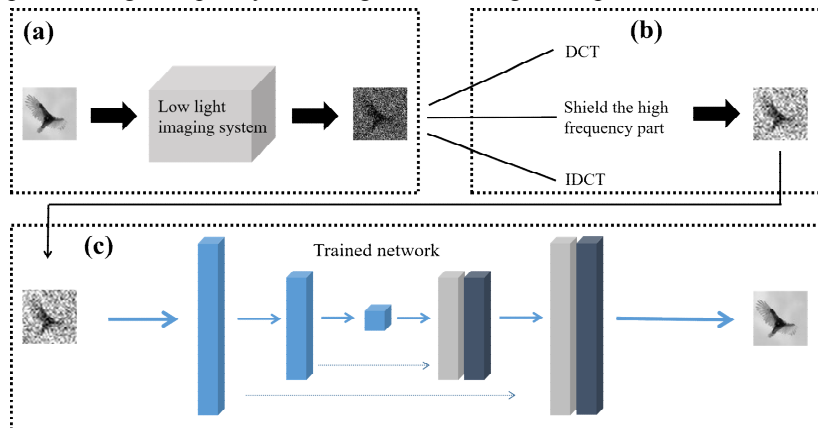 (a)
Low light
imaging system
(b)
DCT
Shield the high
frequency part
IDCT
(c)
Trained network